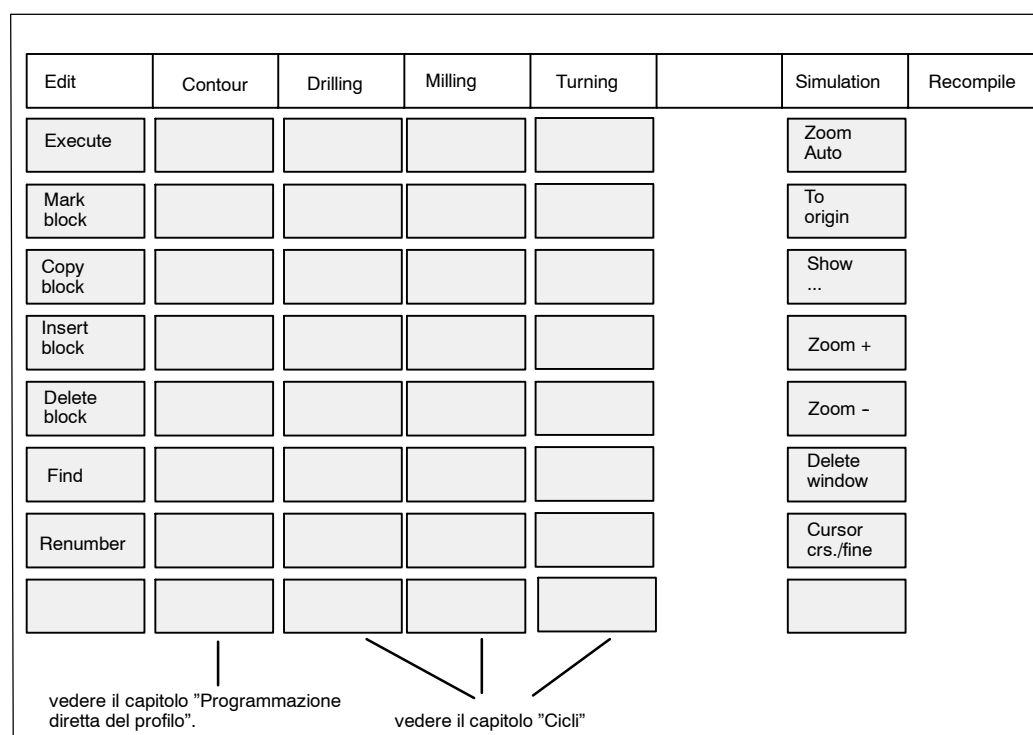 Edit Contour Drilling Milling Turning Simulation Recompile
Execute
Zoom
Auto
Mark
block
To
origin
Copy
block
Show
...
Insert
block
Zoom +
Delete
block
Zoom -
Find
Delete
window
Renumber
Cursor
crs./fine
vedere il capitolo ”Programmazione
diretta del profilo”.
vedere il capitolo ”Cicli”